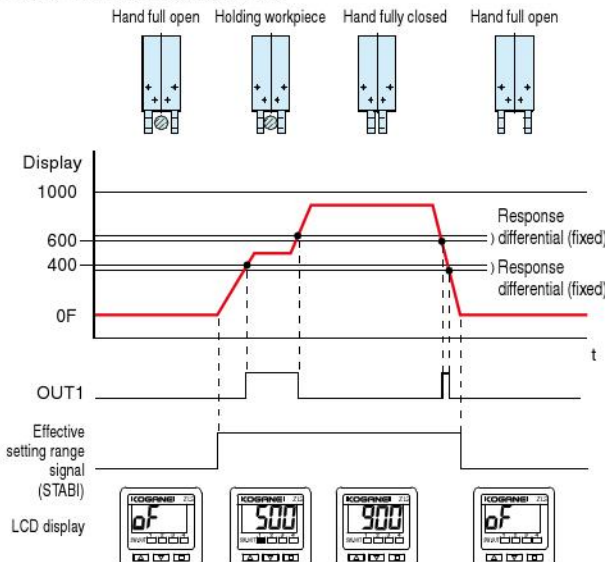 Hand full open
Holding workpiece
Hand fully closed
Hand full open
Display
1000
600
400
0F
Response
differential (fixed)
Response
differential (fixed)
t
OUT1
Effective
setting range
signal
(STABI)
LCD display
KOGANEI
oF
KOGANEI
500
KOGANEI
900
KOGANEI
oF